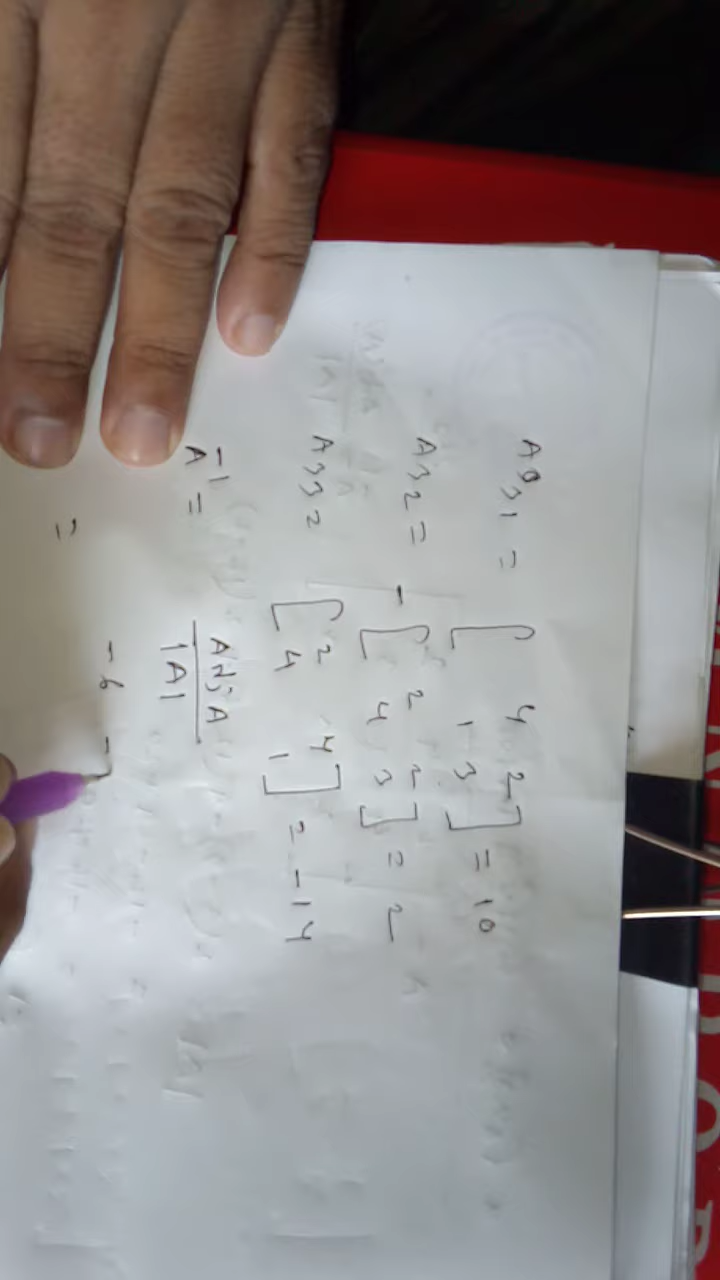 A31 = [ 4 2
1 3 ] = 10
A32 = - [ 2 2
4 3 ] = 2
A33 = [ 2 4
4 1 ] = -14
A-1 = Adj A
|A|
= -6 -